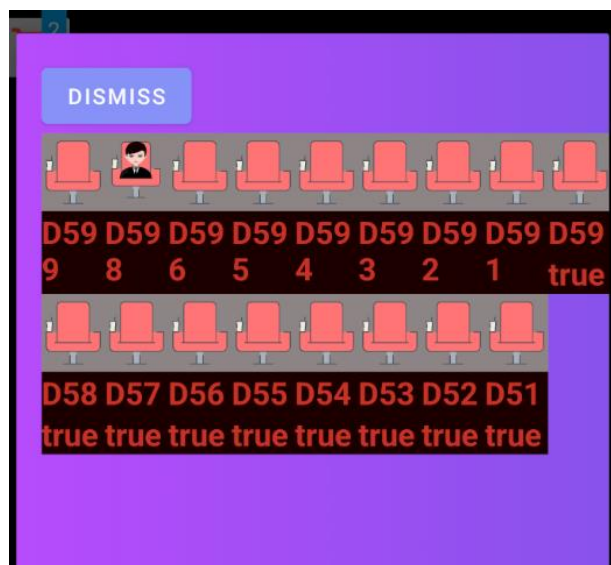 2
DISMISS
D59 D59 D59 D59 D59 D59 D59 D59 D59
9 8 6 5 4 3 2 1 true
D58 D57 D56 D55 D54 D53 D52 D51
true true true true true true true true